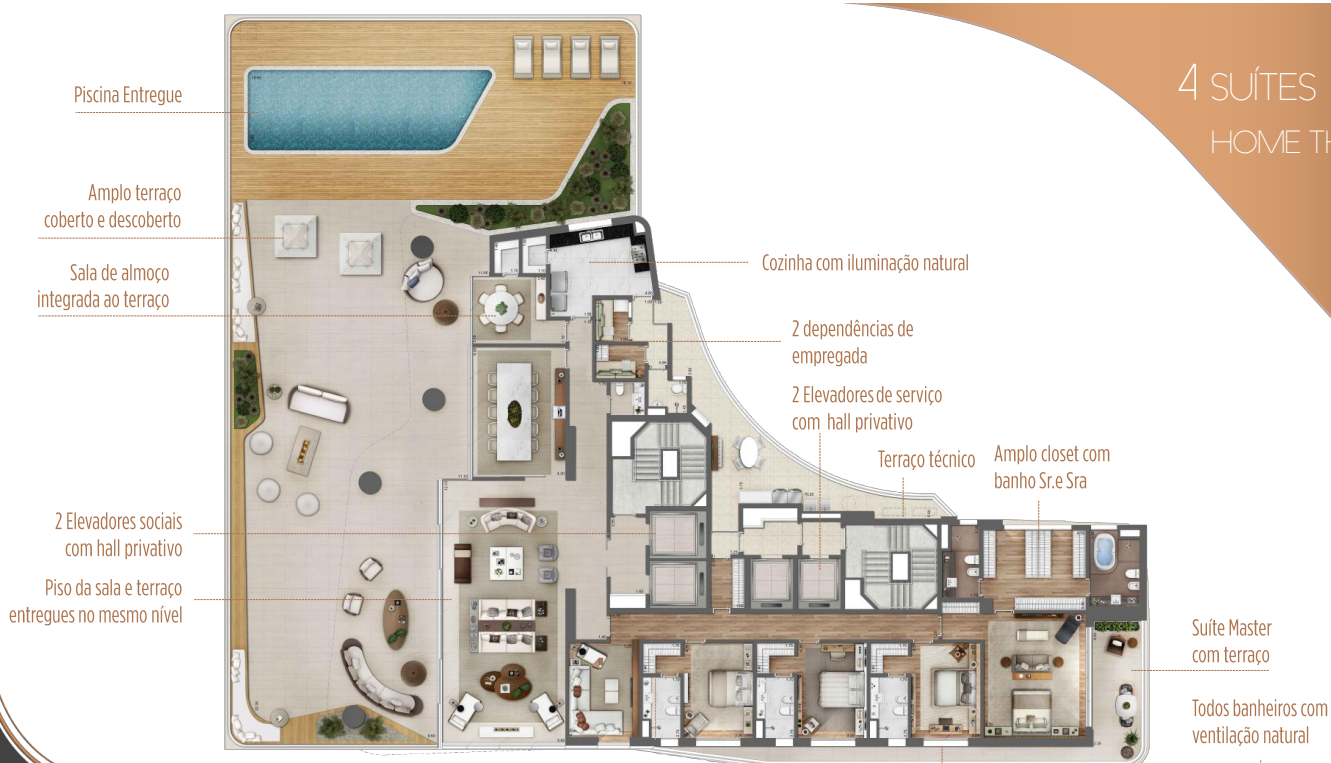 4 SUÍTES
HOME TH
Piscina Entregue
Amplo terraço
coberto e descoberto
Sala de almoço
integrada ao terraço
2 Elevadores sociais
com hall privativo
Piso da sala e terraço
entregues no mesmo nível
Cozinha com iluminação natural
2 dependências de
empregada
2 Elevadores de serviço
com hall privativo
Terraço técnico
Amplo closet com
banho Sr.e Sra
Suíte Master
com terraço
Todos banheiros com
ventilação natural